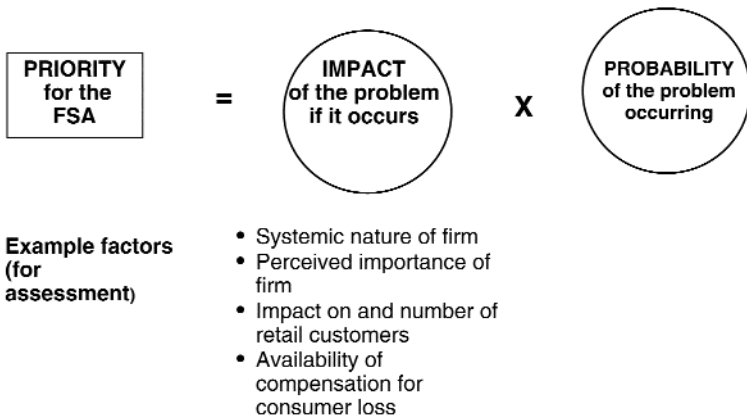 PRIORITY
for the
FSA
=
IMPACT
of the problem
if it occurs
X
PROBABILITY
of the problem
occurring
Example factors
(for
assessment)
• Systemic nature of firm
• Perceived importance of
firm
• Impact on and number of
retail customers
• Availability of
compensation for
consumer loss